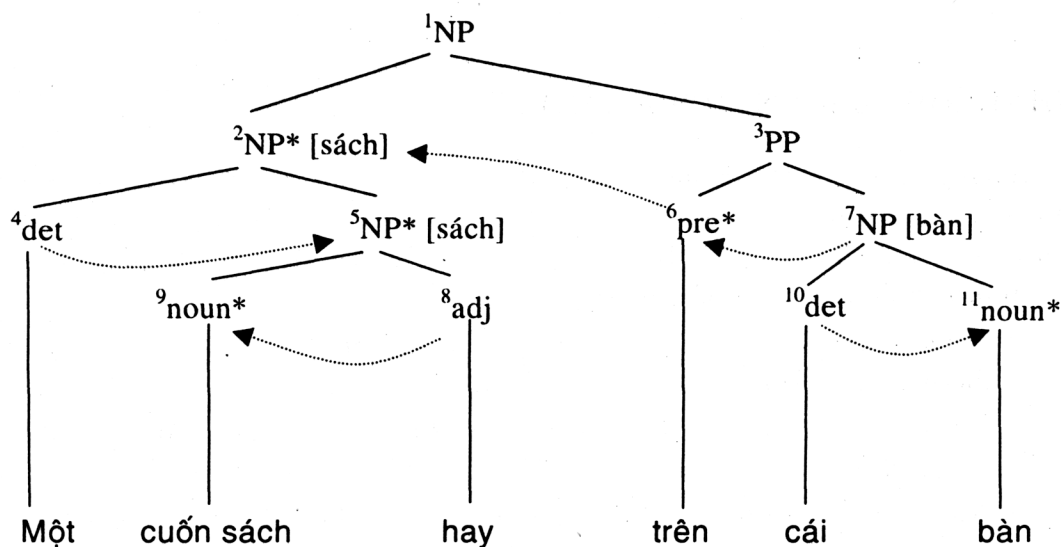 1NP
2NP* [sách] 3PP
4det 5NP* [sách] 6pre* 7NP [bàn]
9noun* 8adj 10det 11noun*
Một cuốn sách hay trên cái bàn